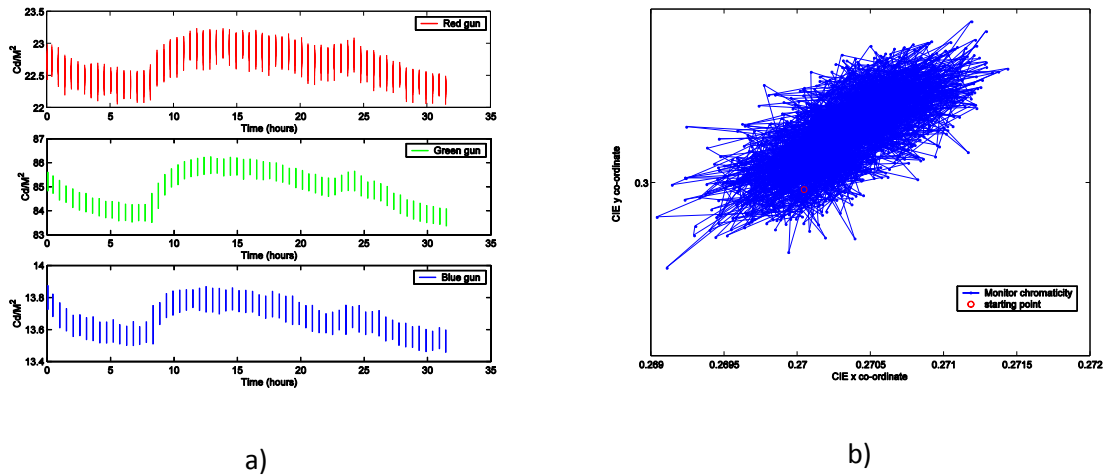 Red gun
Cd/M²
23.5
23
22.5
22
0 5 10 15 20 25 30 35
Time (hours)
Green gun
Cd/M²
87
86
85
84
83
0 5 10 15 20 25 30 35
Time (hours)
Blue gun
Cd/M²
14
13.8
13.6
13.4
0 5 10 15 20 25 30 35
Time (hours)
a)
CIE y co-ordinate
0.3
Monitor chromaticity
starting point
0.269 0.2695 0.27 0.2705 0.271 0.2715 0.272
CIE x co-ordinate
b)